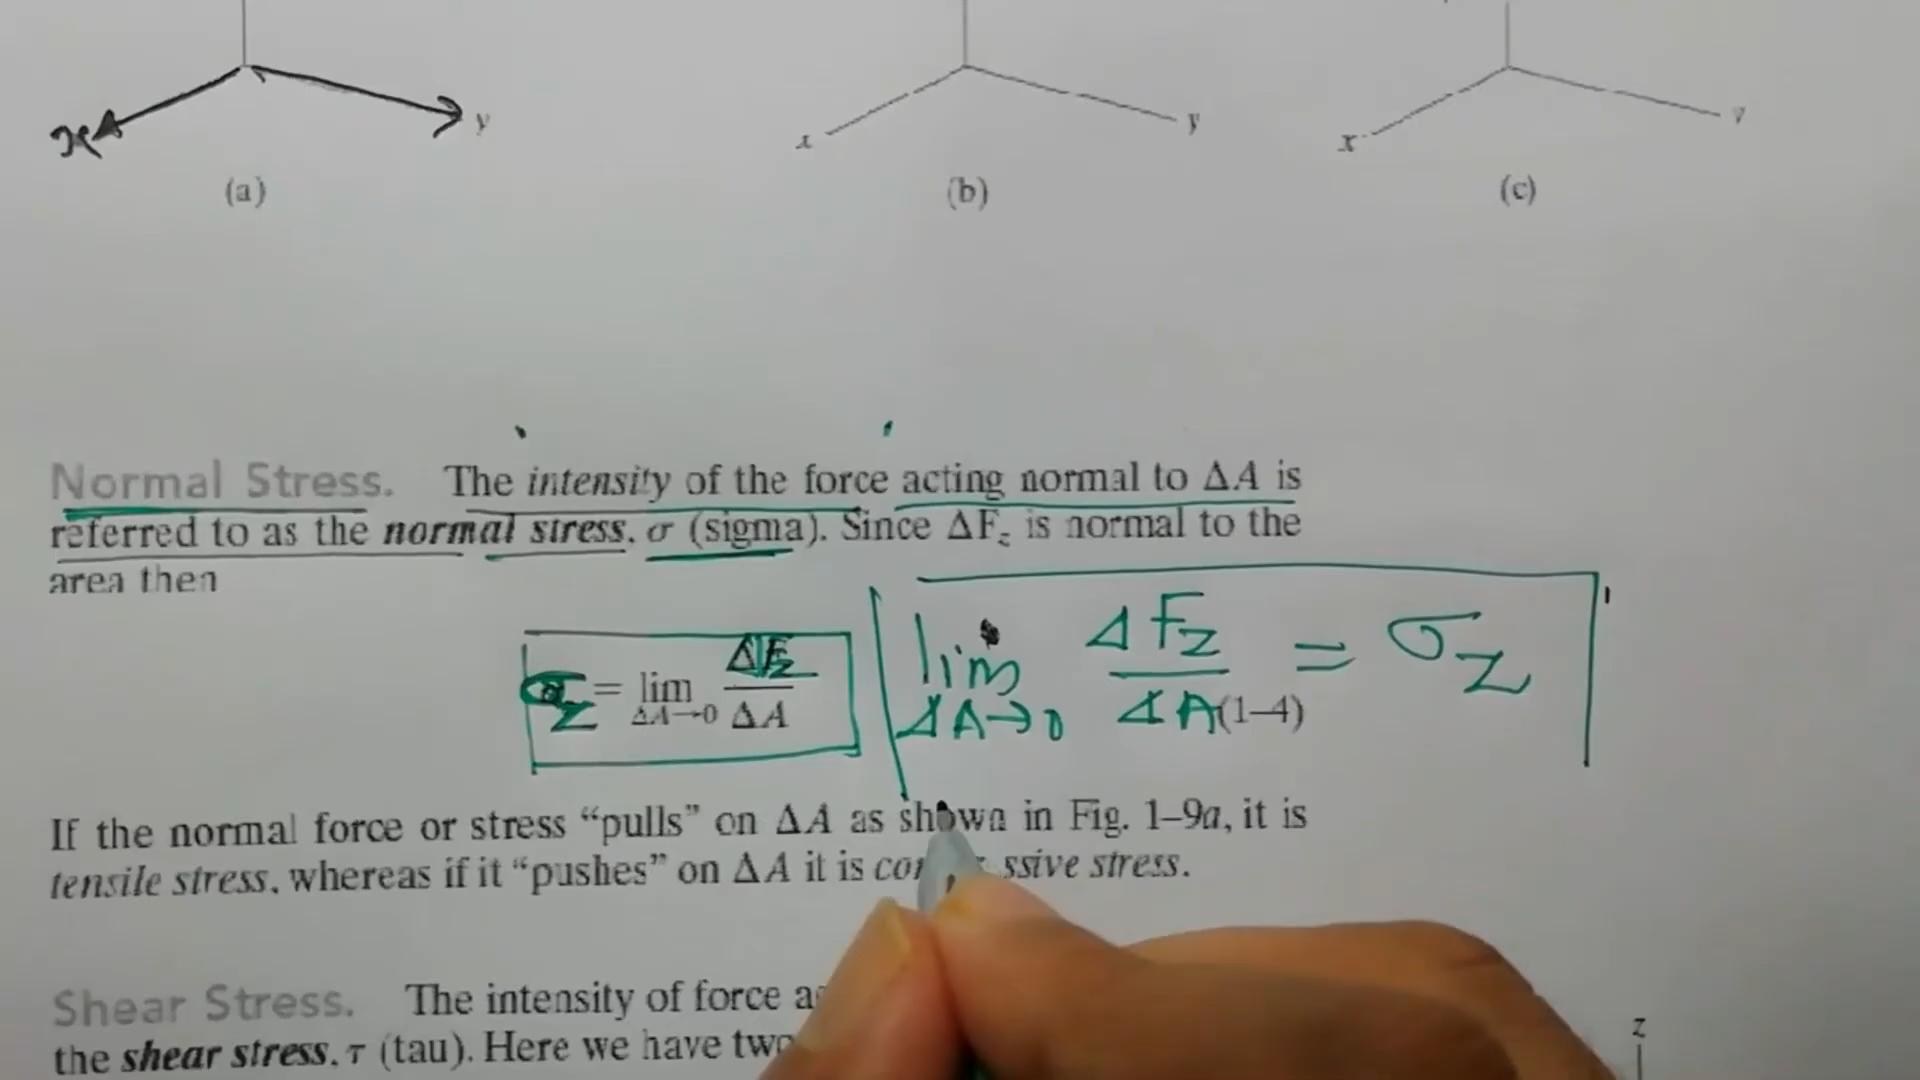 x y x y x
(a) (b) (c)
Normal Stress. The intensity of the force acting normal to ΔA is
referred to as the normal stress, σ (sigma). Since ΔF_z is normal to the
area then
σ_z = lim ΔA→0 ΔF_z/ΔA
lim ΔA→0 ΔF_z/ΔA = σ_z
(1–4)
If the normal force or stress “pulls” on ΔA as shown in Fig. 1–9a, it is
tensile stress, whereas if it “pushes” on ΔA it is ssive stress.
Shear Stress. The intensity of force
the shear stress, τ (tau). Here we have
z